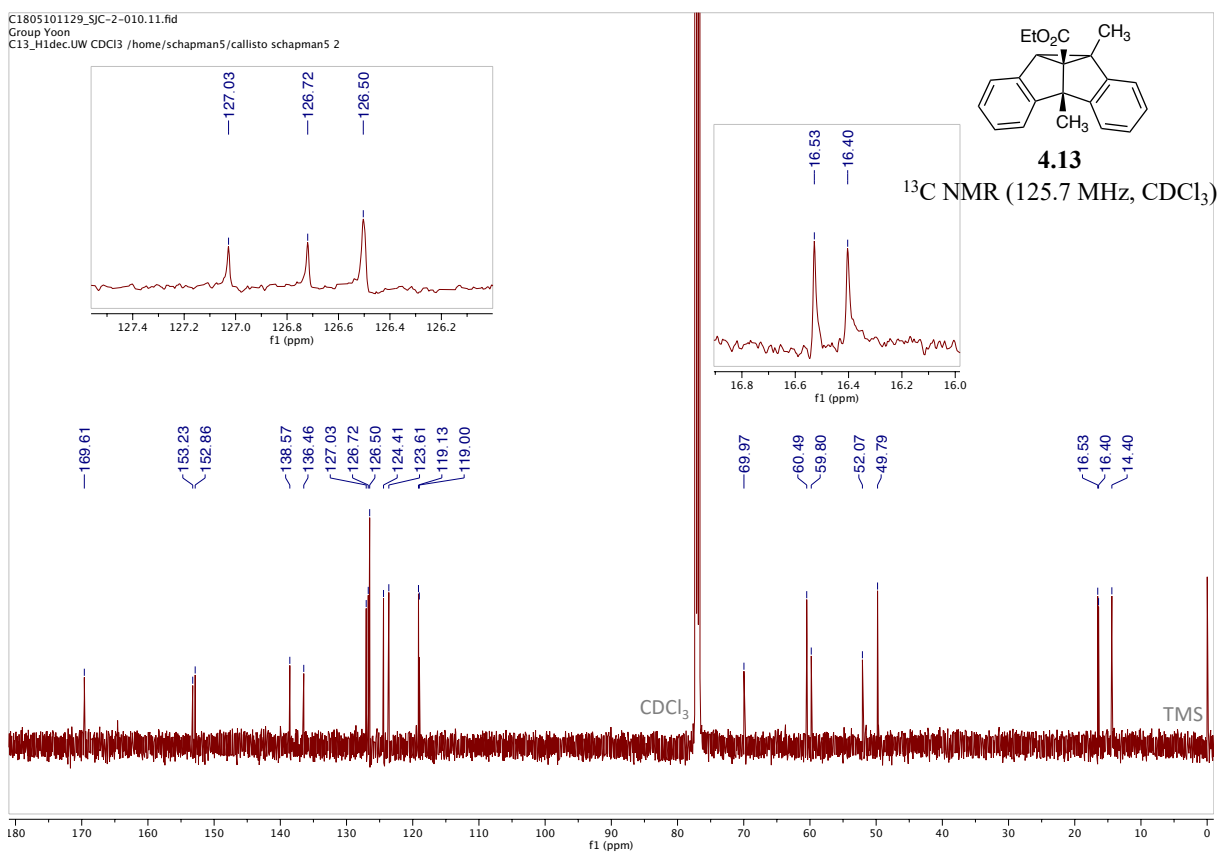 C1805101129_SJC-2-010.11.fid
Group Yoon
C13_H1dec.UW CDCl3 /home/schapman5/callisto schapman5 2
127.03
126.72
126.50
127.4 127.2 127.0 126.8 126.6 126.4 126.2
f1 (ppm)
16.53
16.40
16.8 16.6 16.4 16.2 16.0
f1 (ppm)
EtO2C
CH3
CH3
4.13
13C NMR (125.7 MHz, CDCl3)
169.61
153.23
152.86
138.57
136.46
127.03
126.72
126.50
124.41
123.61
119.13
119.00
69.97
60.49
59.80
52.07
49.79
16.53
16.40
14.40
CDCl3
TMS
180 170 160 150 140 130 120 110 100 90 80 70 60 50 40 30 20 10 0
f1 (ppm)